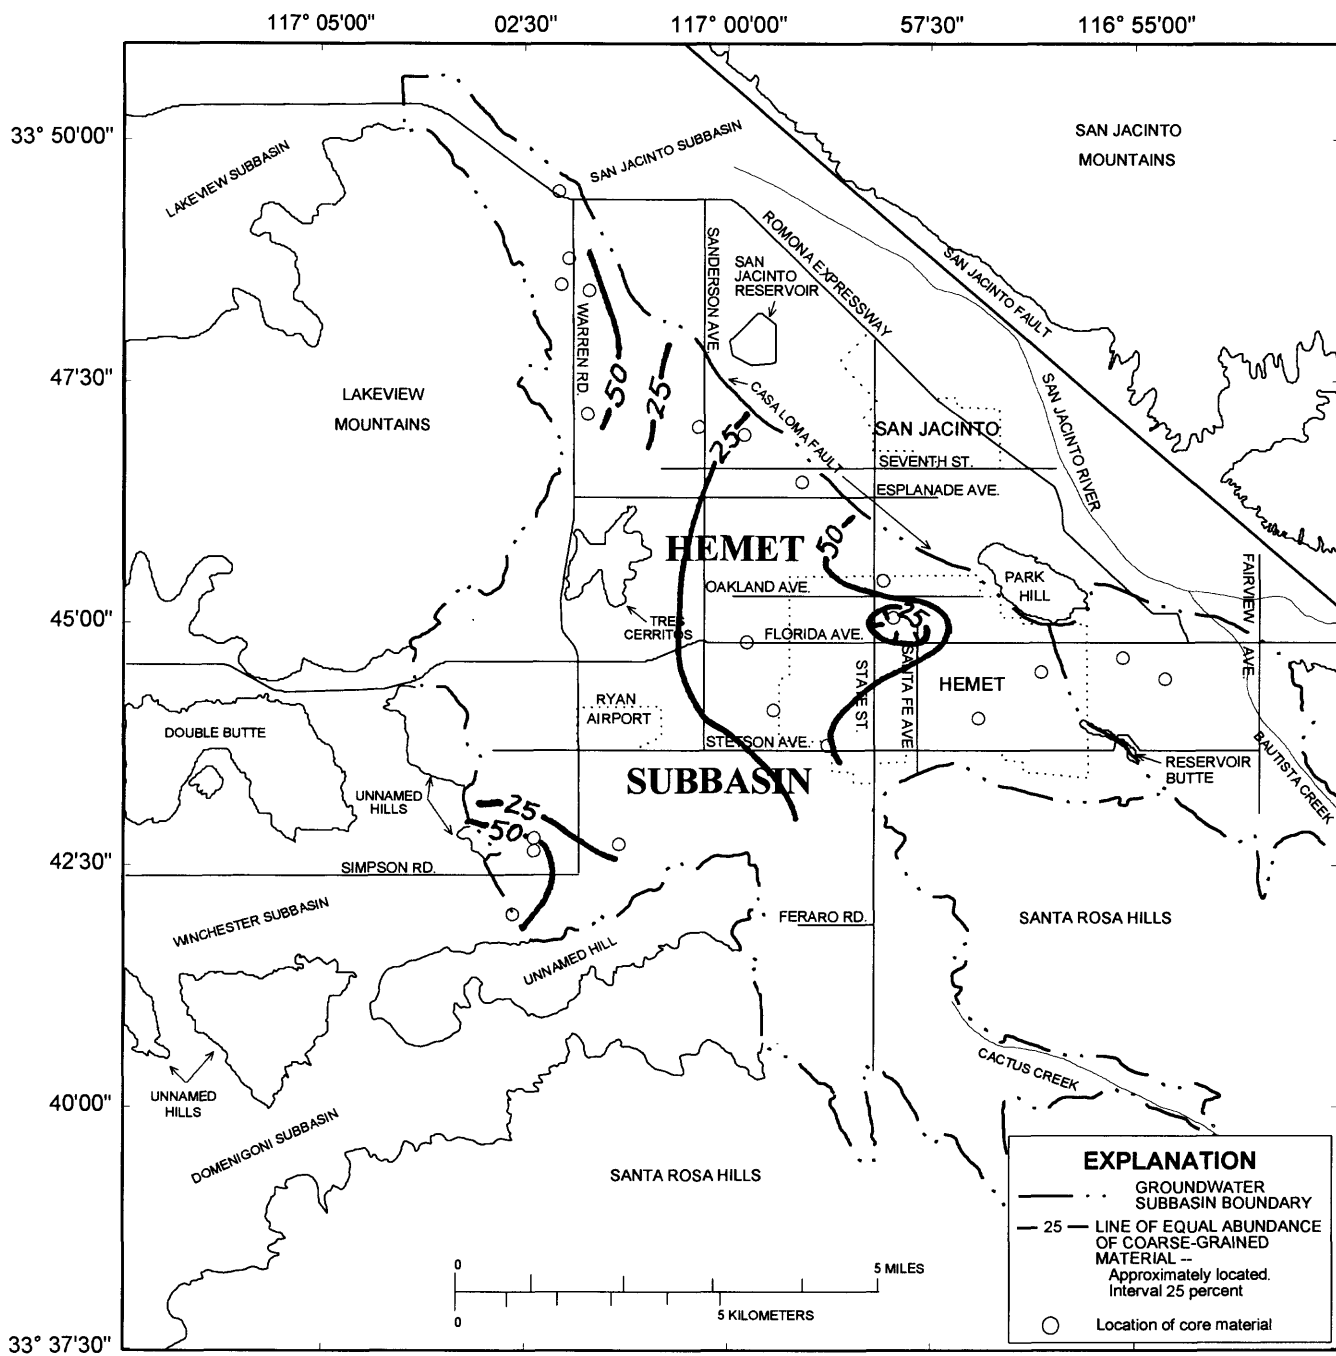 117° 05'00"
02'30"
117° 00'00"
57'30"
116° 55'00"
33° 50'00"
47'30"
45'00"
42'30"
40'00"
33° 37'30"
SAN JACINTO
MOUNTAINS
LAKEVIEW SUBBASIN
SAN JACINTO SUBBASIN
ROMONA EXPRESSWAY
SANDERSON AVE.
SAN
JACINTO
RESERVOIR
SAN JACINTO FAULT
WARREN RD.
50
25
LAKEVIEW
MOUNTAINS
CASA LOMA FAULT
25
SAN JACINTO
SAN JACINTO RIVER
SEVENTH ST.
ESPLANADE AVE.
50
HEMET
OAKLAND AVE.
PARK
HILL
FAIRVIEW
AVE.
TRES
CERRITOS
25
FLORIDA AVE.
STATE ST.
SANTA FE AVE.
HEMET
RYAN
AIRPORT
DOUBLE BUTTE
STETSON AVE.
RESERVOIR
BUTTE
BAUTISTA CREEK
SUBBASIN
UNNAMED
HILLS
25
50
SIMPSON RD.
WINCHESTER SUBBASIN
FERARO RD.
SANTA ROSA HILLS
UNNAMED HILL
UNNAMED
HILLS
CACTUS CREEK
DOMENIGONI SUBBASIN
SANTA ROSA HILLS
EXPLANATION
GROUNDWATER
SUBBASIN BOUNDARY
25
LINE OF EQUAL ABUNDANCE
OF COARSE-GRAINED
MATERIAL --
Approximately located.
Interval 25 percent
Location of core material
0
5 MILES
0
5 KILOMETERS